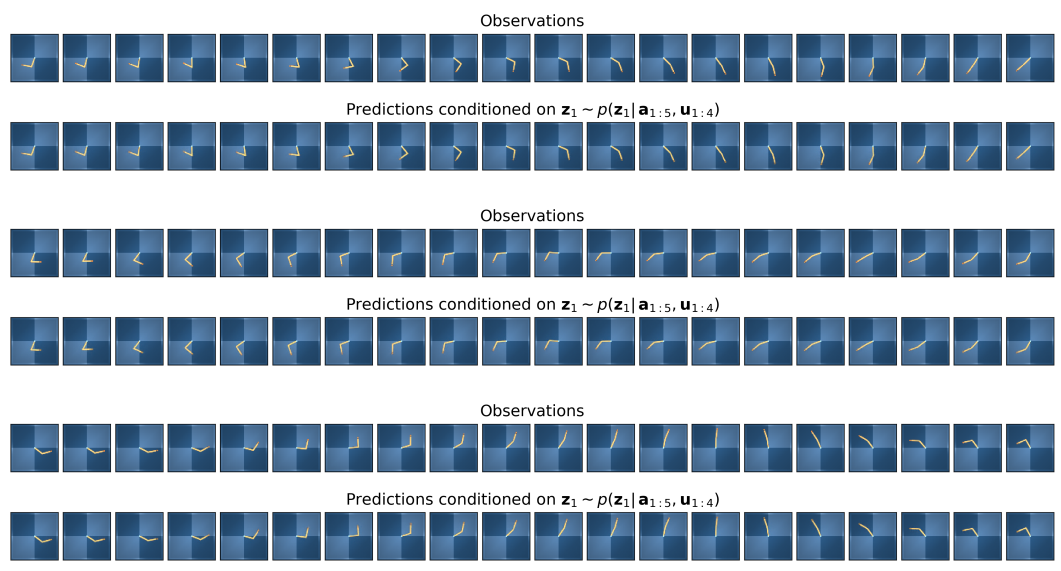 Observations
Predictions conditioned on z₁ ~ p(z₁| a₁:₅, u₁:₄)
Observations
Predictions conditioned on z₁ ~ p(z₁| a₁:₅, u₁:₄)
Observations
Predictions conditioned on z₁ ~ p(z₁| a₁:₅, u₁:₄)